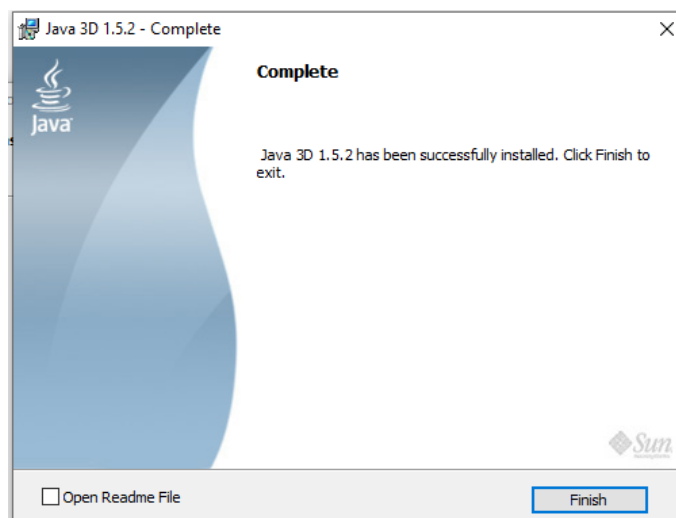 Java 3D 1.5.2 - Complete
Java
Complete
Java 3D 1.5.2 has been successfully installed. Click Finish to
exit.
Sun
Open Readme File
Finish